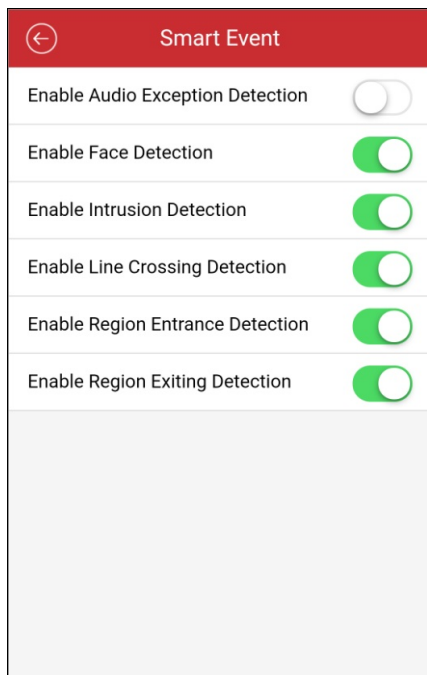 Smart Event
Enable Audio Exception Detection
Enable Face Detection
Enable Intrusion Detection
Enable Line Crossing Detection
Enable Region Entrance Detection
Enable Region Exiting Detection